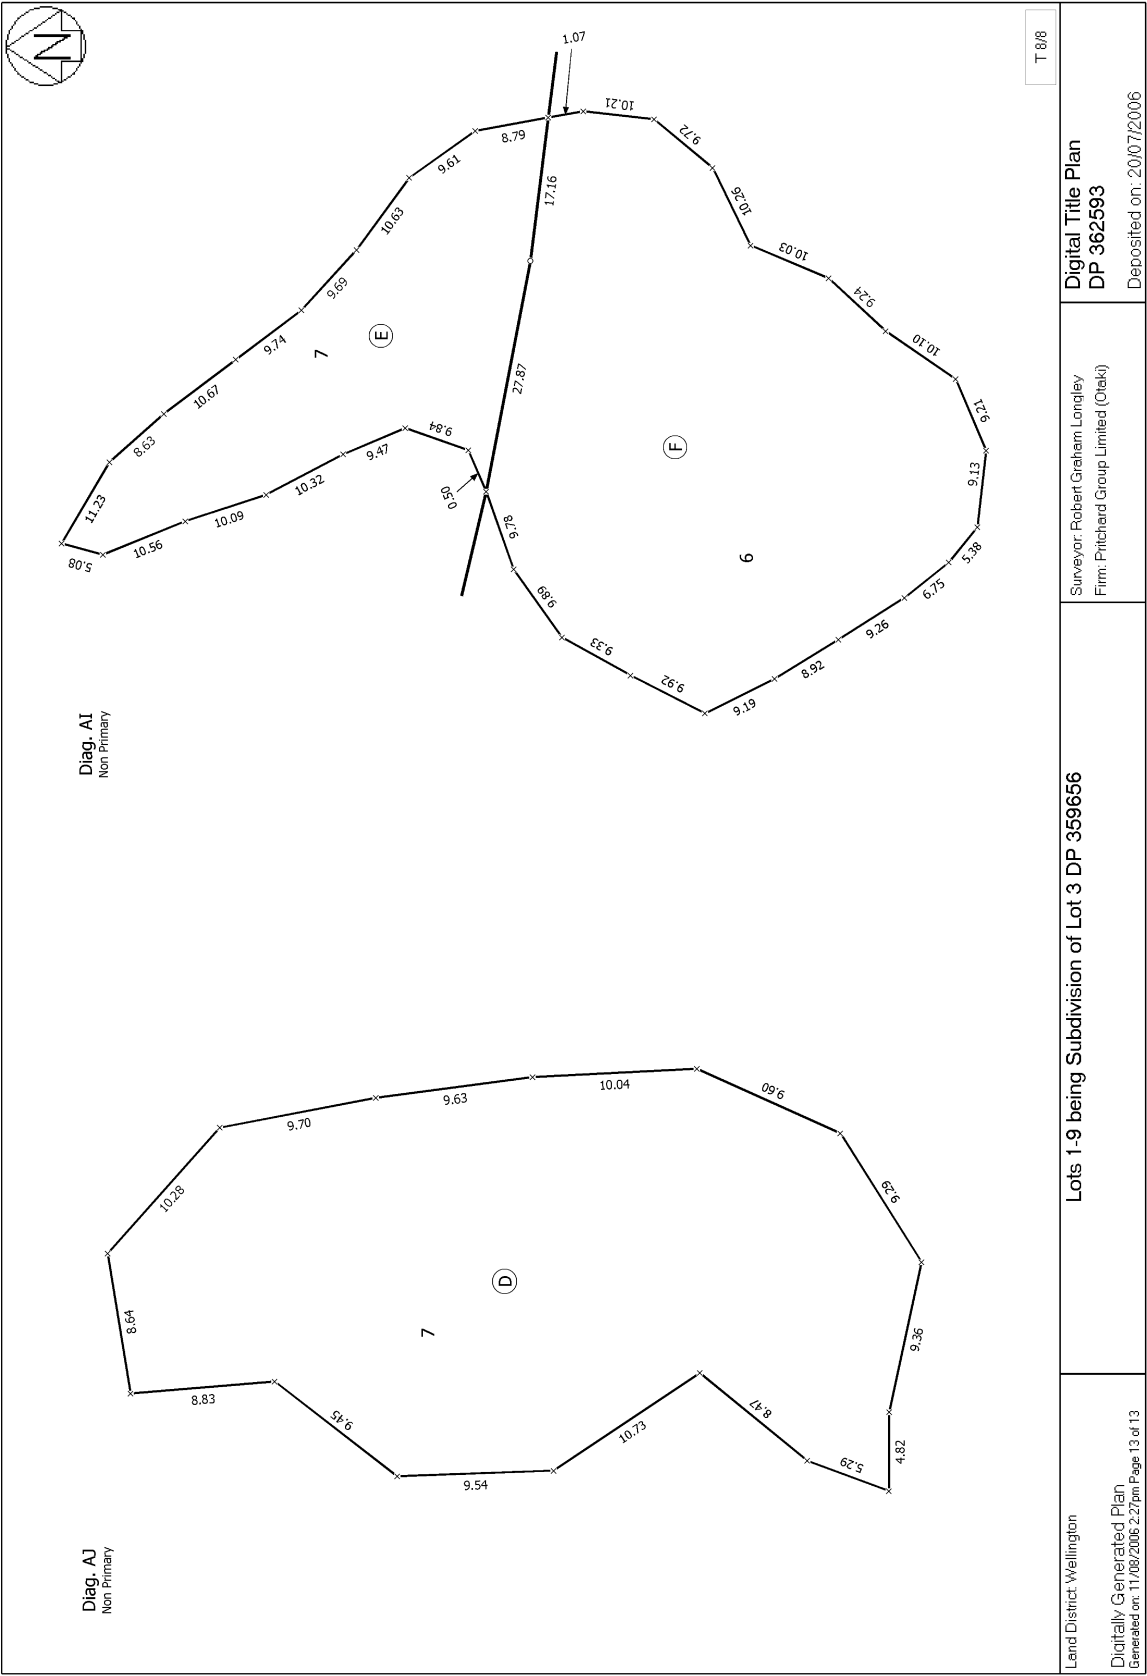 T 8/8
N
Diag. AJ
Non Primary
8.64
10.28
9.70
9.63
10.04
9.60
9.29
9.36
4.82
5.29
8.47
10.73
9.54
9.45
8.83
7
D
Diag. AI
Non Primary
5.08
11.23
8.63
10.67
9.74
9.69
10.63
9.61
8.79
1.07
10.21
9.72
10.26
10.03
9.24
10.10
9.21
9.13
5.38
6.75
9.26
8.92
9.19
9.92
9.33
9.89
9.78
0.50
9.84
9.47
10.32
10.09
10.56
17.16
27.87
7
E
F
6
Land District: Wellington
Digitally Generated Plan
Generated on: 11/08/2006 2:27pm Page 13 of 13
Lots 1-9 being Subdivision of Lot 3 DP 359656
Surveyor: Robert Graham Longley
Firm: Pritchard Group Limited (Otaki)
Digital Title Plan
DP 362593
Deposited on: 20/07/2006